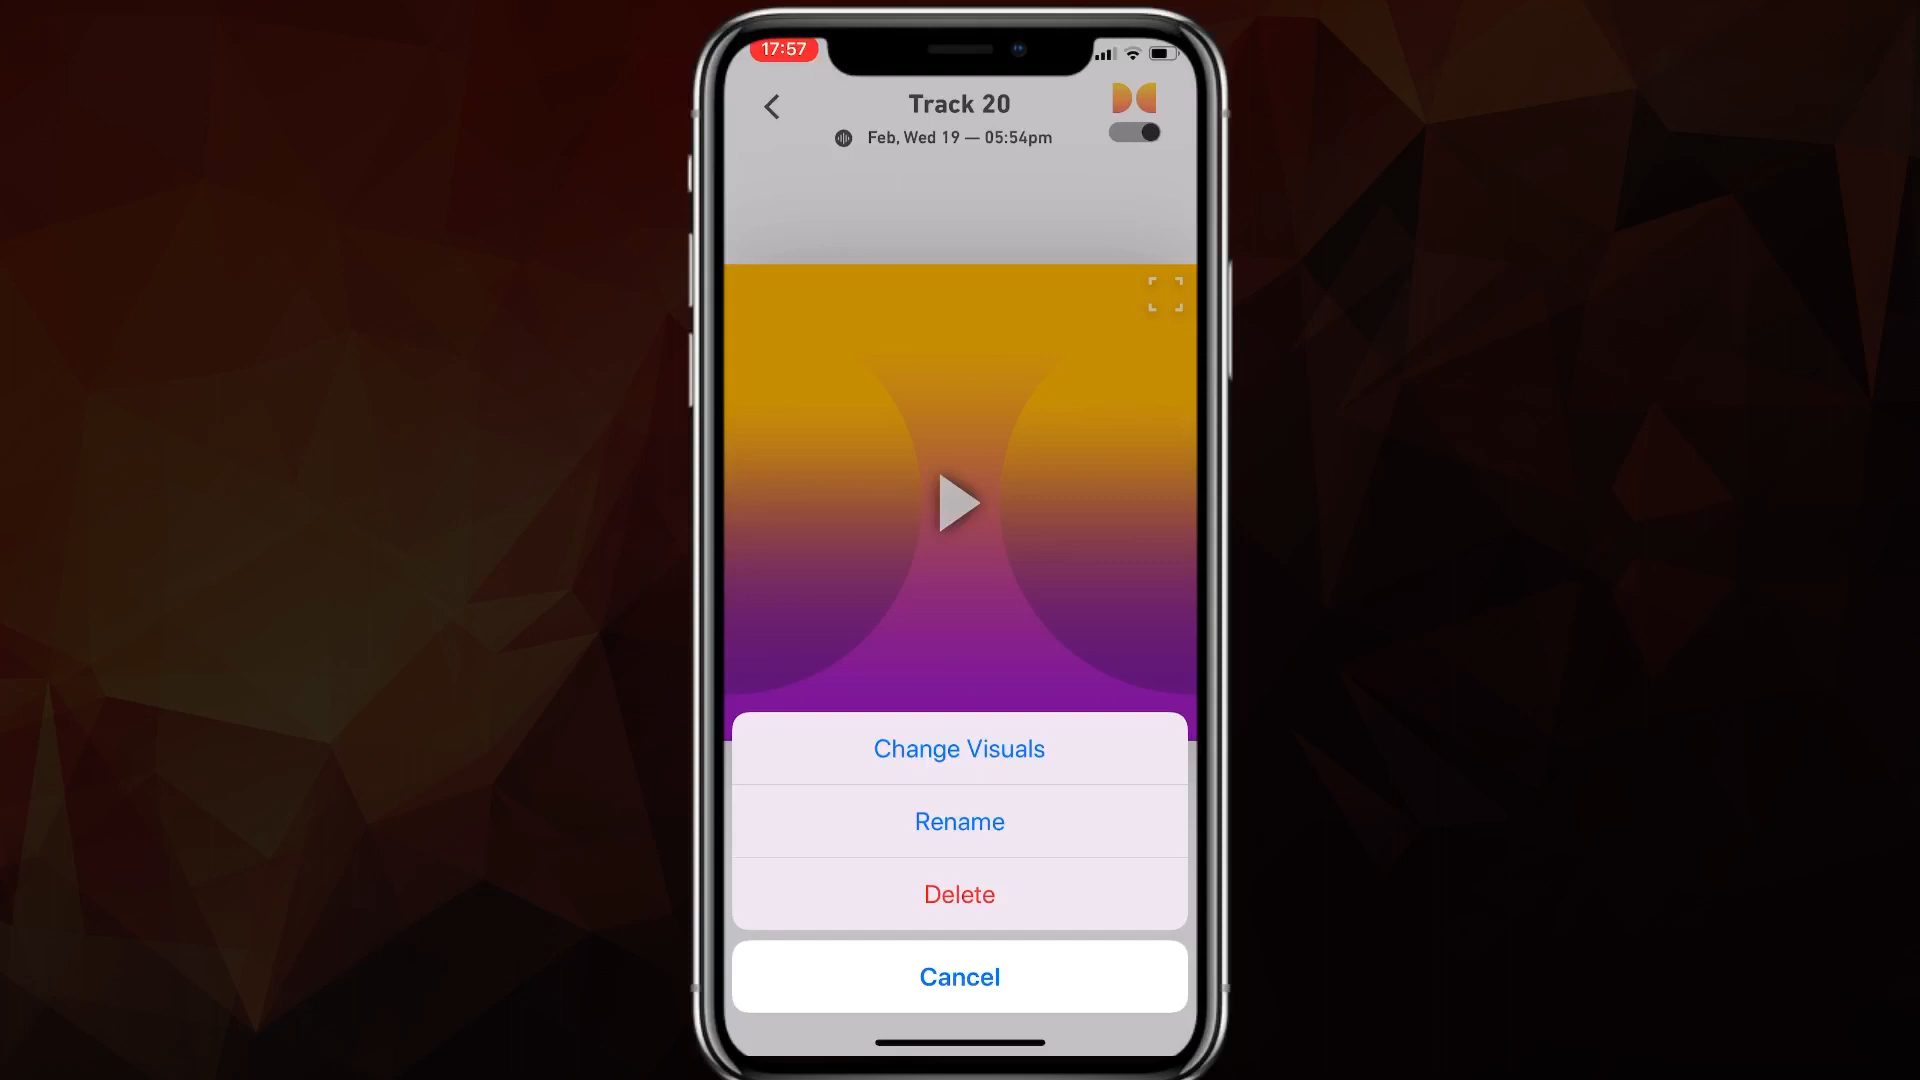 17:57
Track 20
Feb, Wed 19 — 05:54pm
Change Visuals
Rename
Delete
Cancel